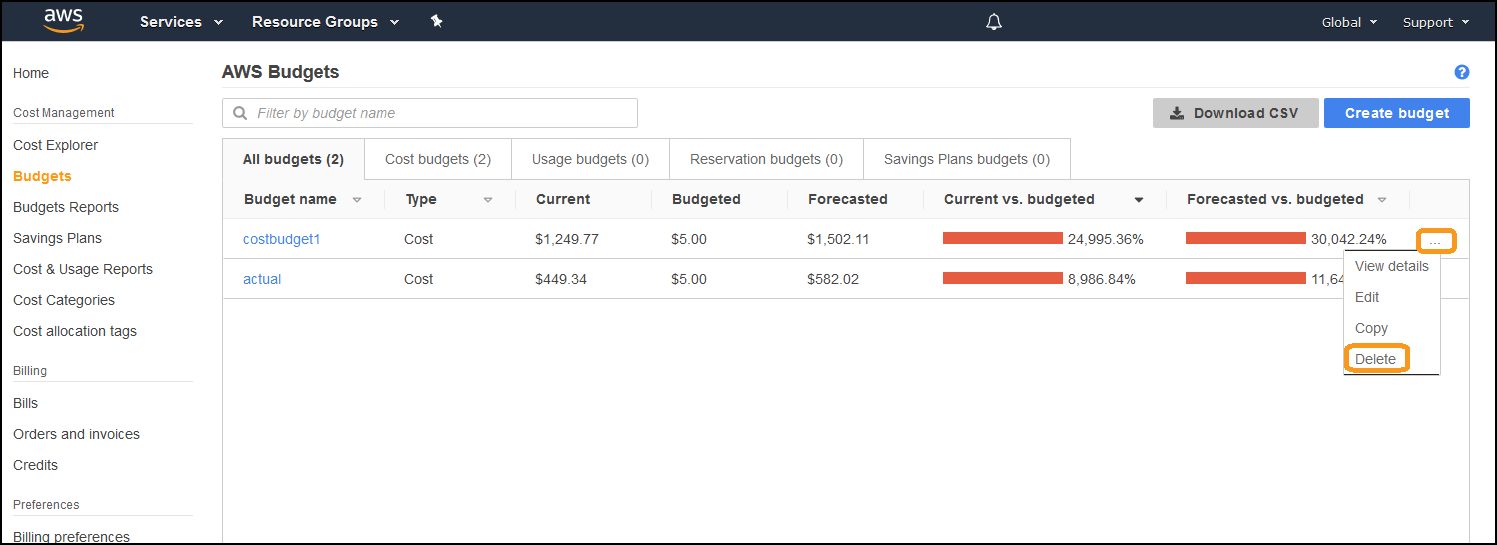 aws Services Resource Groups Global Support
Home
Cost Management
Cost Explorer
Budgets
Budgets Reports
Savings Plans
Cost & Usage Reports
Cost Categories
Cost allocation tags
Billing
Bills
Orders and invoices
Credits
Preferences
Billing preferences
AWS Budgets ?
Filter by budget name
Download CSV Create budget
All budgets (2) Cost budgets (2) Usage budgets (0) Reservation budgets (0) Savings Plans budgets (0)
Budget name Type Current Budgeted Forecasted Current vs. budgeted Forecasted vs. budgeted
costbudget1 Cost $1,249.77 $5.00 $1,502.11 24,995.36% 30,042.24% ...
actual Cost $449.34 $5.00 $582.02 8,986.84% 11,64
View details
Edit
Copy
Delete